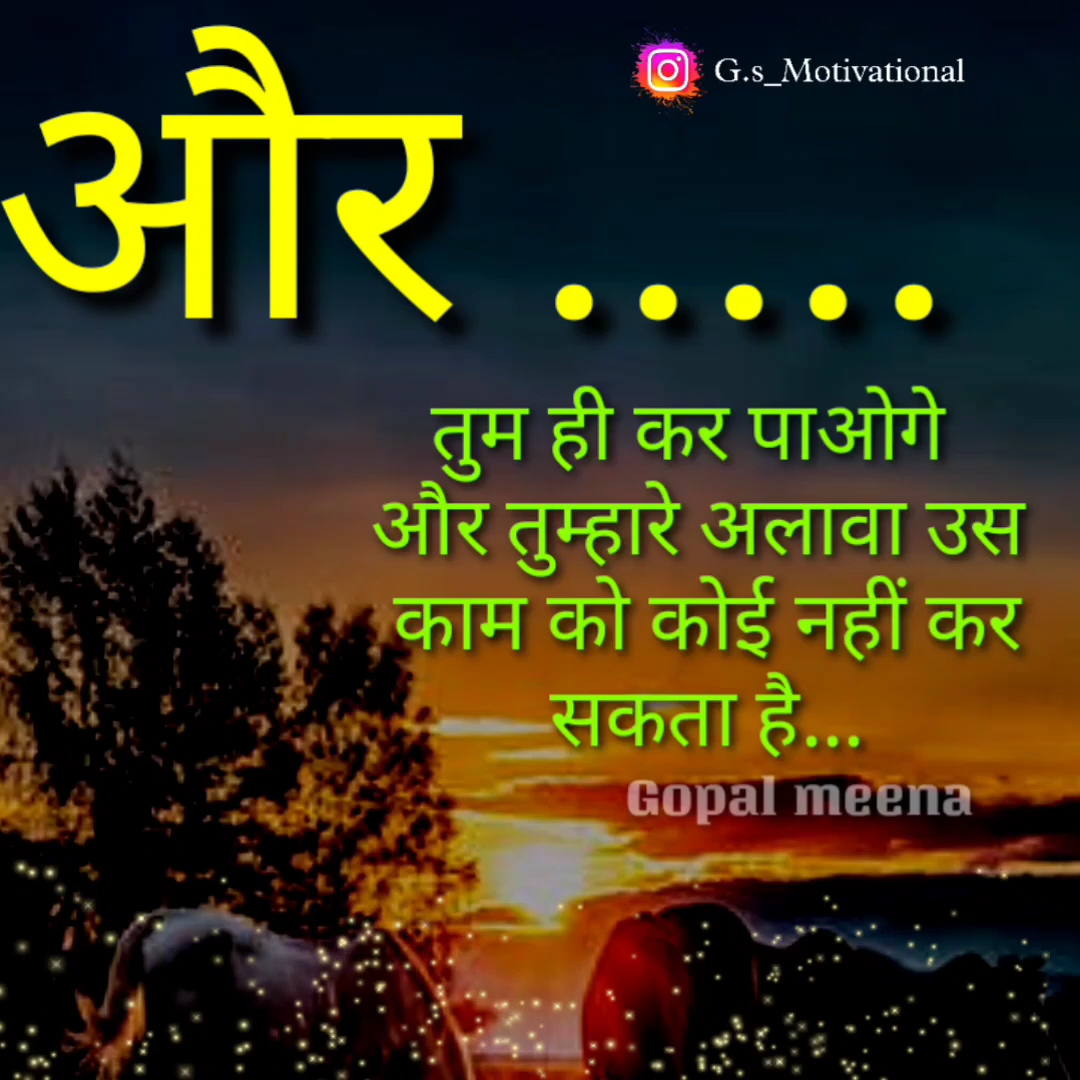 G.s_Motivational
और .....
तुम ही कर पाओगे
और तुम्हारे अलावा उस
काम को कोई नहीं कर
सकता है...
Gopal meena